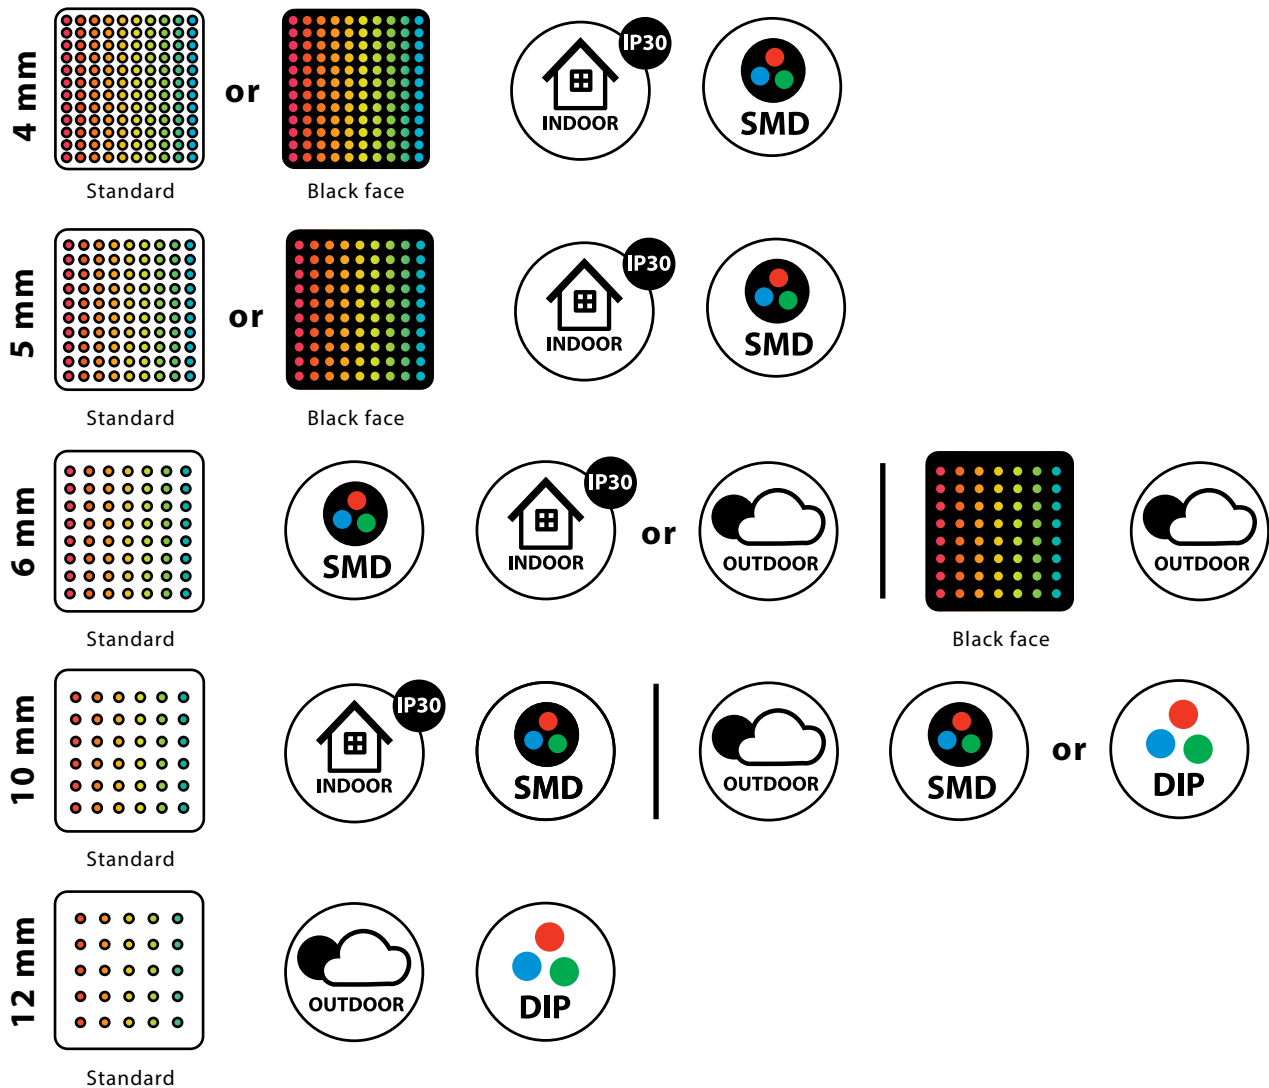 4 mm
or
IP30
INDOOR
SMD
Standard
Black face
5 mm
or
IP30
INDOOR
SMD
Standard
Black face
6 mm
SMD
IP30
INDOOR
or
OUTDOOR
OUTDOOR
Standard
Black face
10 mm
IP30
INDOOR
SMD
OUTDOOR
SMD
or
DIP
Standard
12 mm
OUTDOOR
DIP
Standard